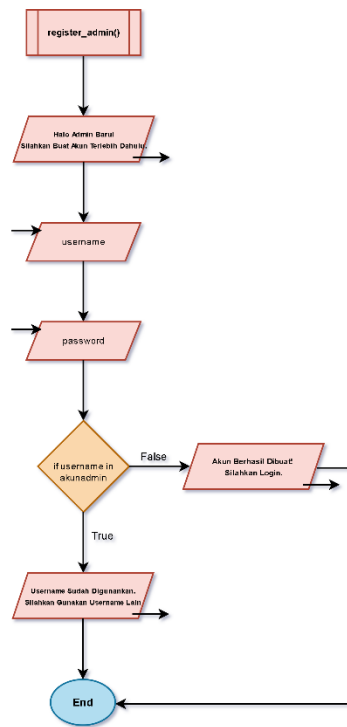 register_admin()
Halo Admin Baru!
Silahkan Buat Akun Terlebih Dahulu.
username
password
if username in
akunadmin
False
Akun Berhasil Dibuat!
Silahkan Login.
True
Username Sudah Digunankan.
Silahkan Gunakan Username Lain
End